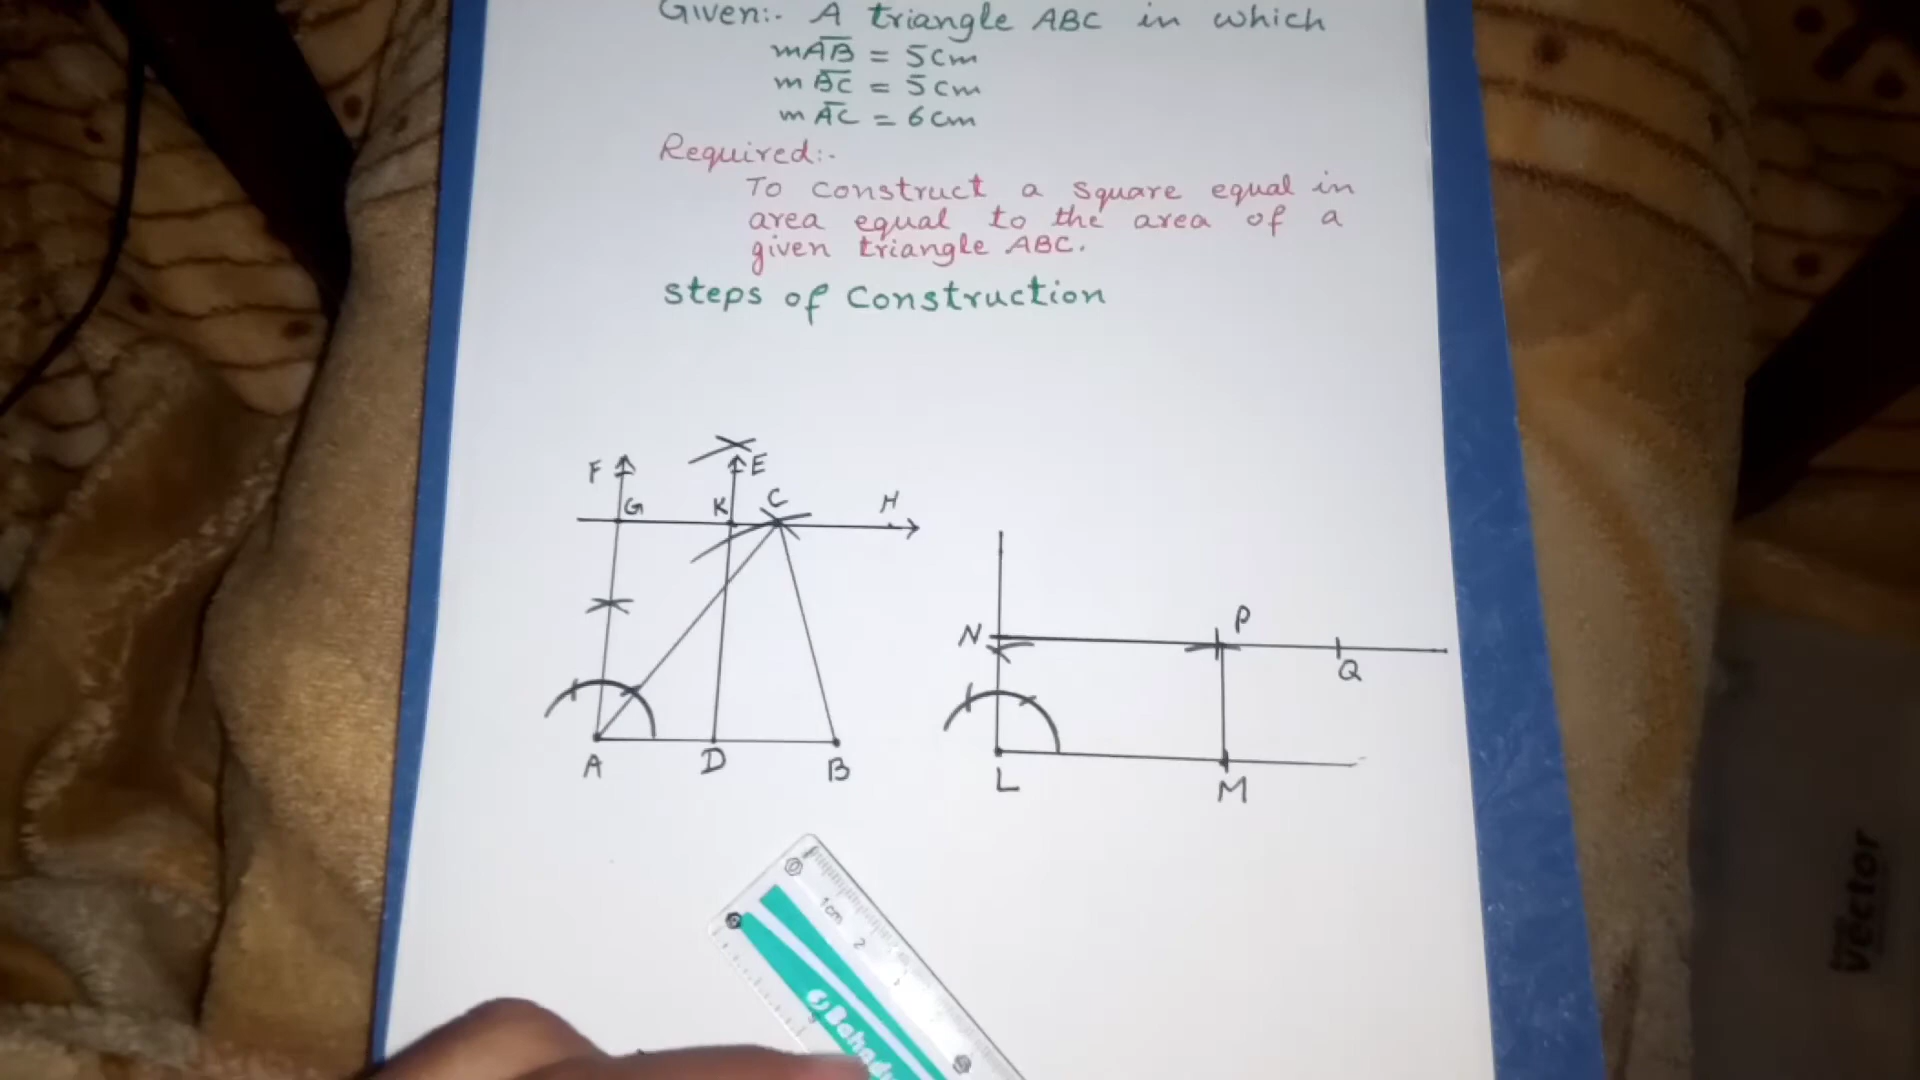 Given:. A triangle ABC in which
mAB = 5cm
mBC = 5cm
mAC = 6cm
Required:.
To construct a square equal in
area equal to the area of a
given triangle ABC.
Steps of Construction
F E
G K C H
A D B
N P
Q
L M
1cm 2
Vector